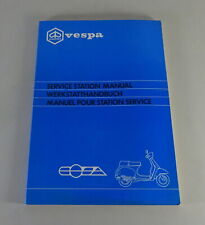 vespa
SERVICE STATION MANUAL
WERKSTATTHANDBUCH
MANUEL POUR STATION SERVICE
COSA